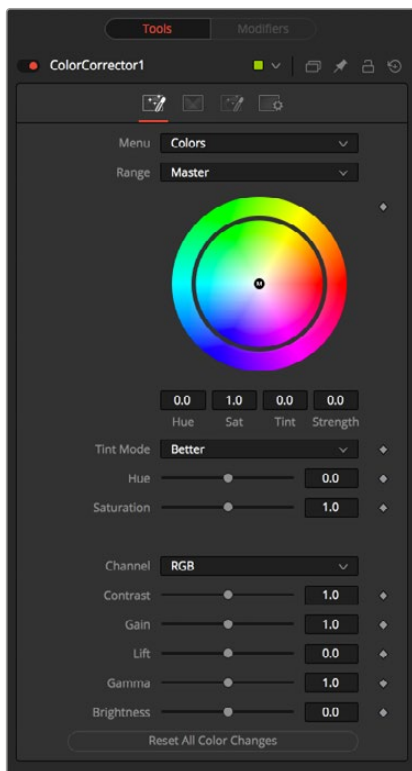 Tools Modifiers
ColorCorrector1
Menu Colors
Range Master
M
0.0 1.0 0.0 0.0
Hue Sat Tint Strength
Tint Mode Better
Hue 0.0
Saturation 1.0
Channel RGB
Contrast 1.0
Gain 1.0
Lift 0.0
Gamma 1.0
Brightness 0.0
Reset All Color Changes